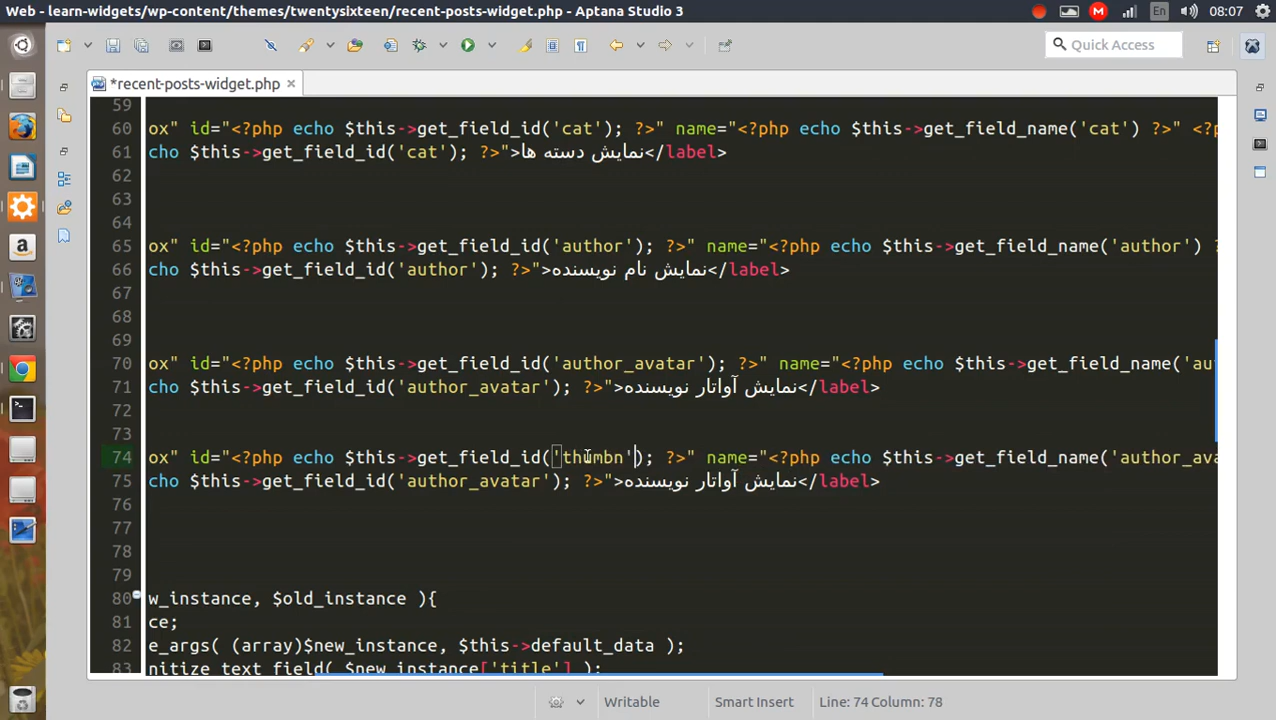 Web - learn-widgets/wp-content/themes/twentysixteen/recent-posts-widget.php - Aptana Studio 3
En
08:07
Quick Access
*recent-posts-widget.php
59
60 ox" id="<?php echo $this->get_field_id('cat'); ?>" name="<?php echo $this->get_field_name('cat') ?>" <?p
61 cho $this->get_field_id('cat'); ?>">نمایش دسته ها</label>
62
63
64
65 ox" id="<?php echo $this->get_field_id('author'); ?>" name="<?php echo $this->get_field_name('author') ?
66 cho $this->get_field_id('author'); ?>">نمایش نام نویسنده</label>
67
68
69
70 ox" id="<?php echo $this->get_field_id('author_avatar'); ?>" name="<?php echo $this->get_field_name('au
71 cho $this->get_field_id('author_avatar'); ?>">نمایش آواتار نویسنده</label>
72
73
74 ox" id="<?php echo $this->get_field_id('thumbn'); ?>" name="<?php echo $this->get_field_name('author_ava
75 cho $this->get_field_id('author_avatar'); ?>">نمایش آواتار نویسنده</label>
76
77
78
79
80 w_instance, $old_instance ){
81 ce;
82 e_args( (array)$new_instance, $this->default_data );
83 nitize_text_field( $new_instance['title'] );
Writable
Smart Insert
Line: 74 Column: 78